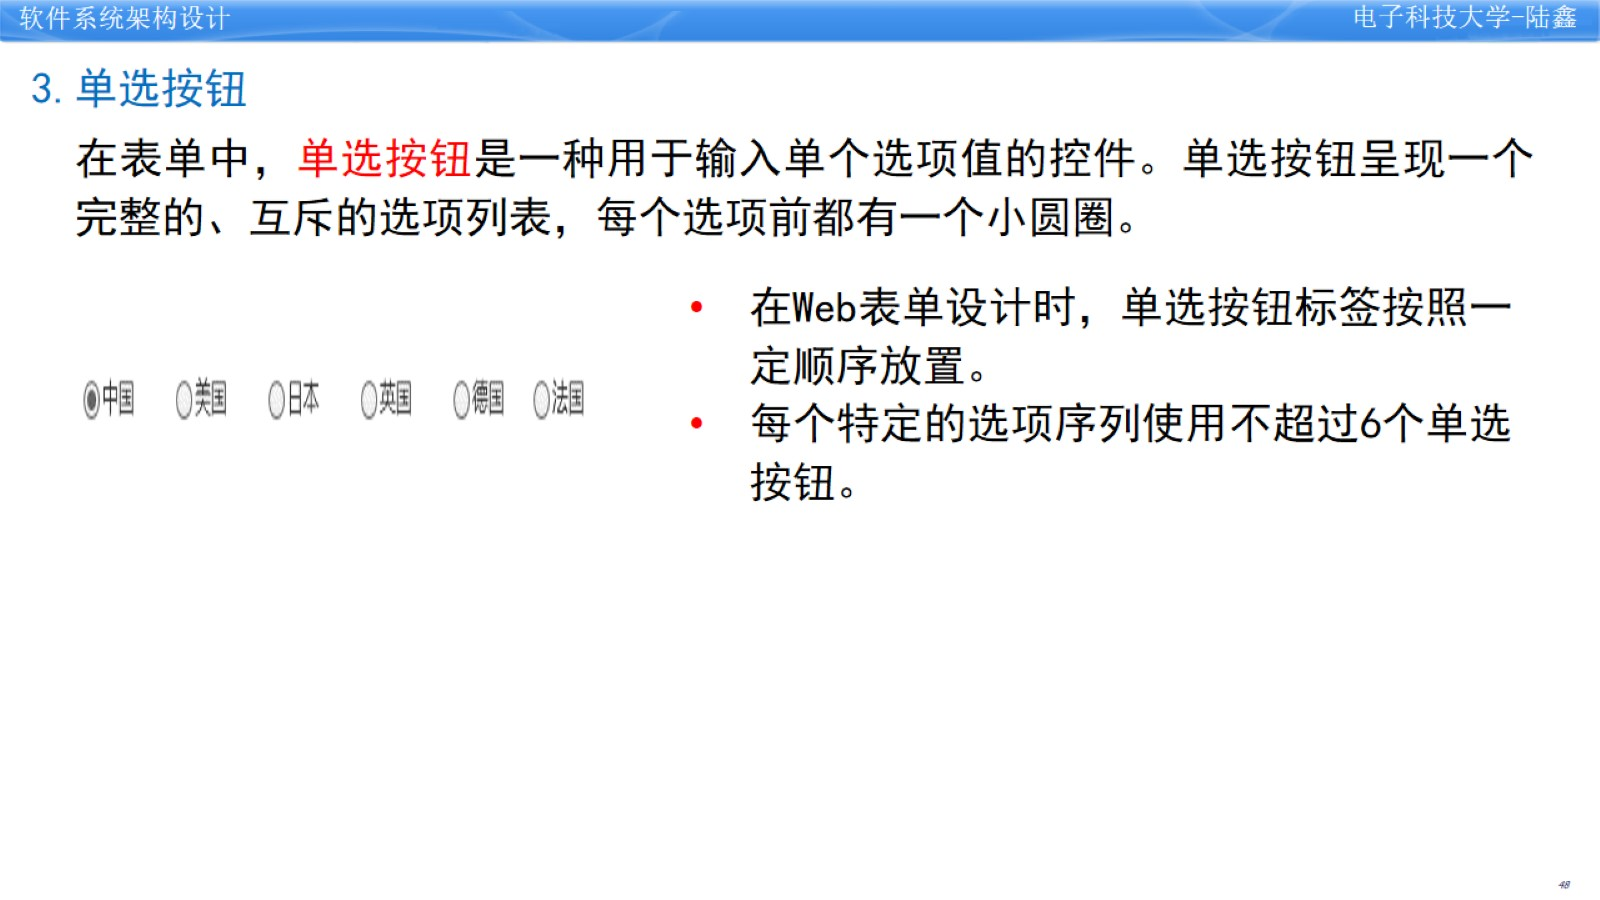 软件系统架构设计
电子科技大学-陆鑫
3. 单选按钮
在表单中，单选按钮是一种用于输入单个选项值的控件。单选按钮呈现一个
完整的、互斥的选项列表，每个选项前都有一个小圆圈。
• 在Web表单设计时，单选按钮标签按照一
定顺序放置。
中国 美国 日本 英国 德国 法国
• 每个特定的选项序列使用不超过6个单选
按钮。
48